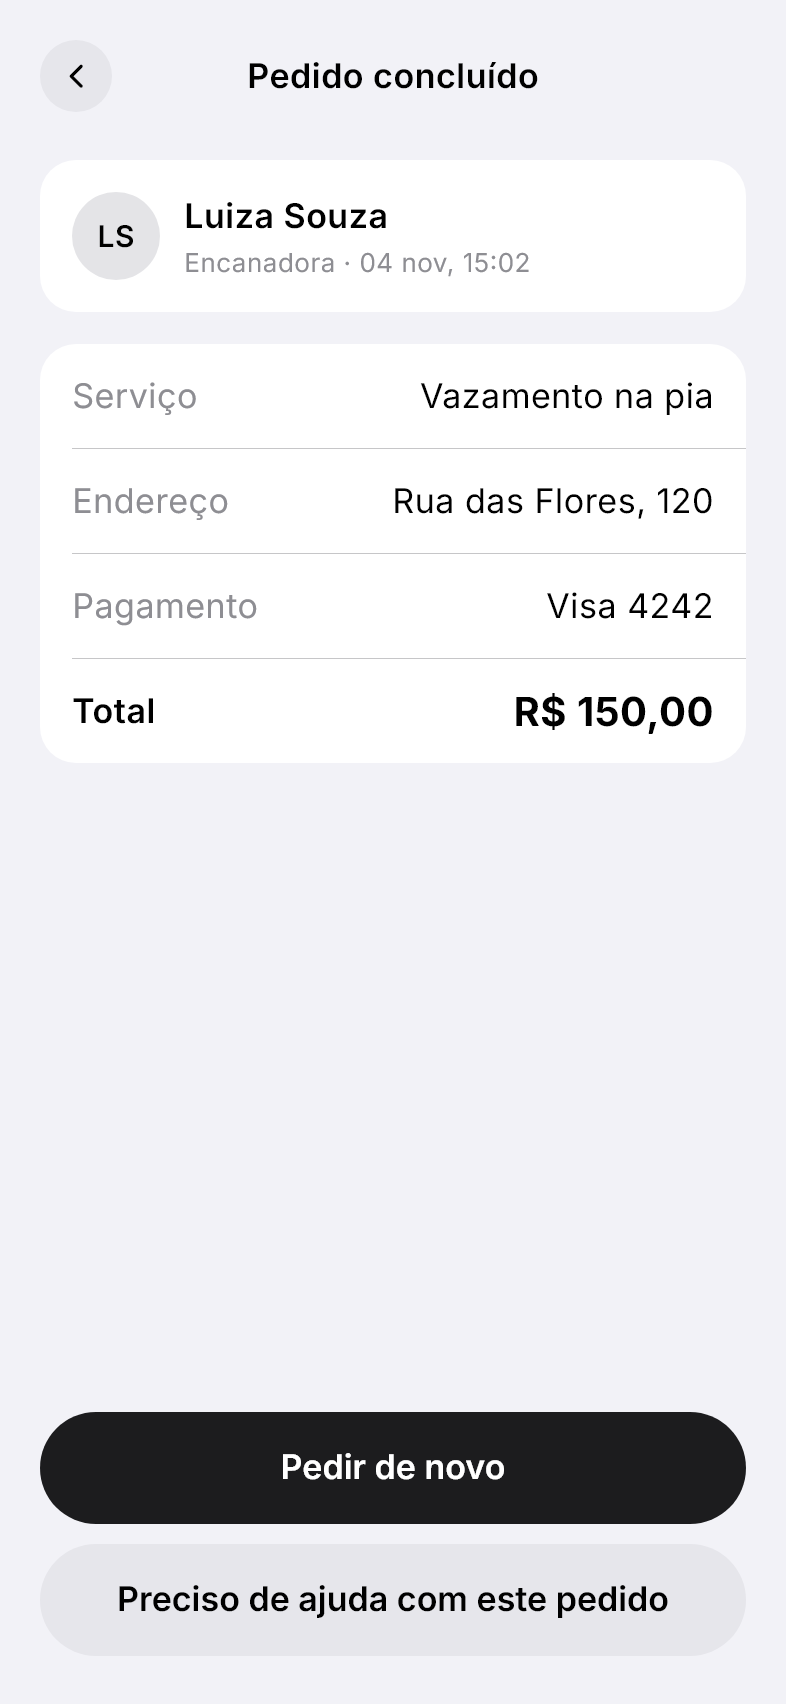 Pedido concluído
LS
Luiza Souza
Encanadora · 04 nov, 15:02
Serviço Vazamento na pia
Endereço Rua das Flores, 120
Pagamento Visa 4242
Total R$ 150,00
Pedir de novo
Preciso de ajuda com este pedido